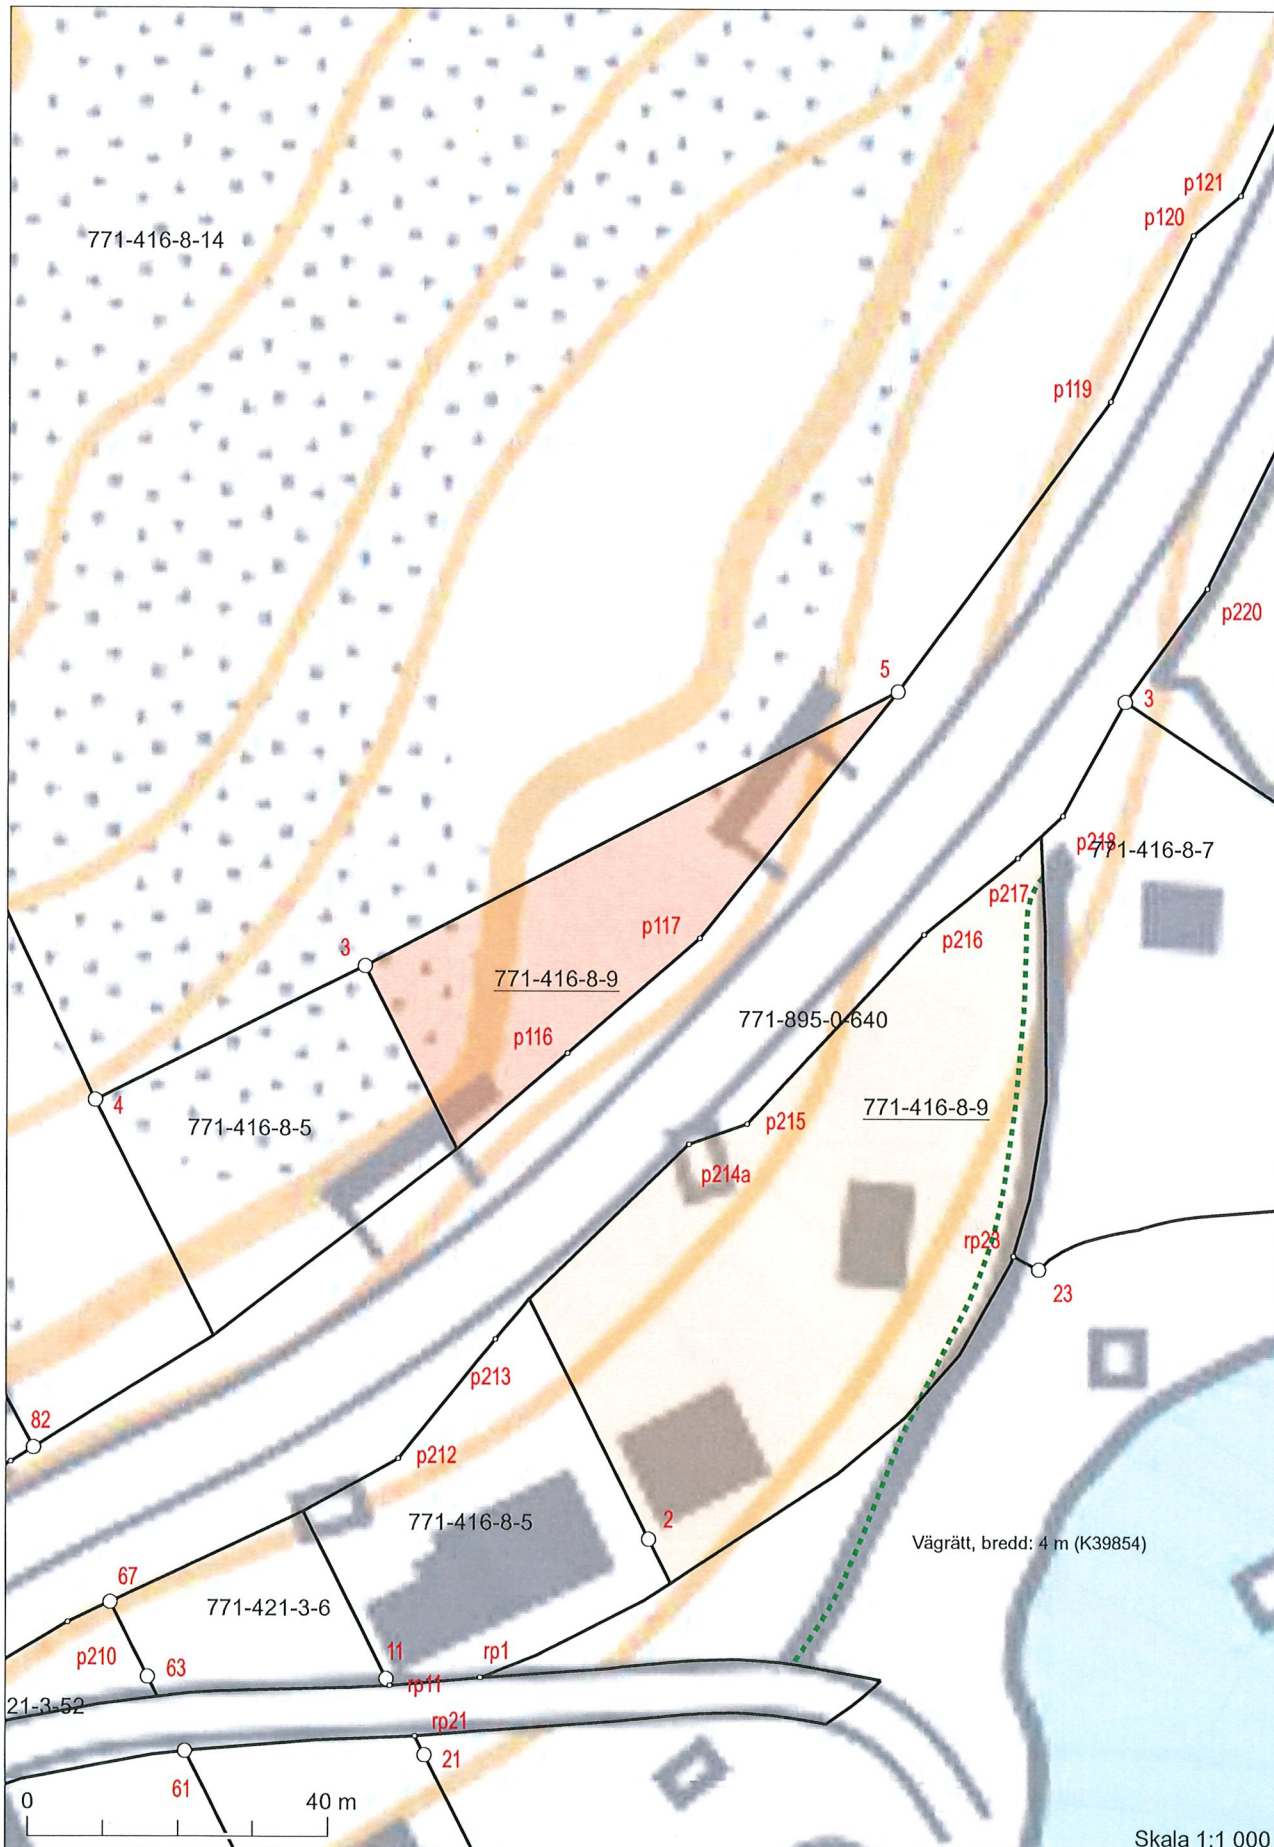 p121
p120
771-416-8-14
p119
p220
5
3
p218
771-416-8-7
p217
p117
p216
3
771-416-8-9
771-895-0-640
p116
4
771-416-8-9
771-416-8-5
p215
p214a
rp23
23
p213
82
p212
771-416-8-5
2
Vägrätt, bredd: 4 m (K39854)
67
771-421-3-6
p210
63
11
rp1
rp11
21-3-52
rp21
21
61
0
40 m
Skala 1:1 000